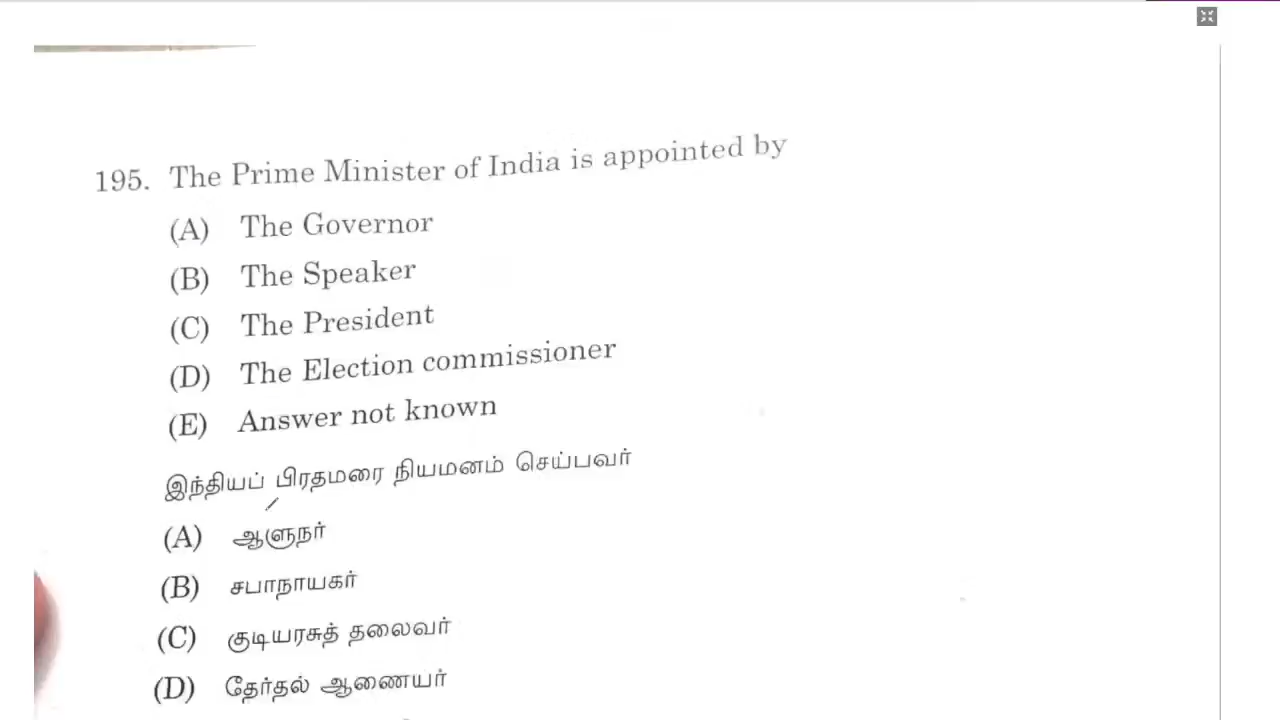 195. The Prime Minister of India is appointed by
(A) The Governor
(B) The Speaker
(C) The President
(D) The Election commissioner
(E) Answer not known
இந்தியப் பிரதமரை நியமனம் செய்பவர்
(A) ஆளுநர்
(B) சபாநாயகர்
(C) குடியரசுத் தலைவர்
(D) தேர்தல் ஆணையர்